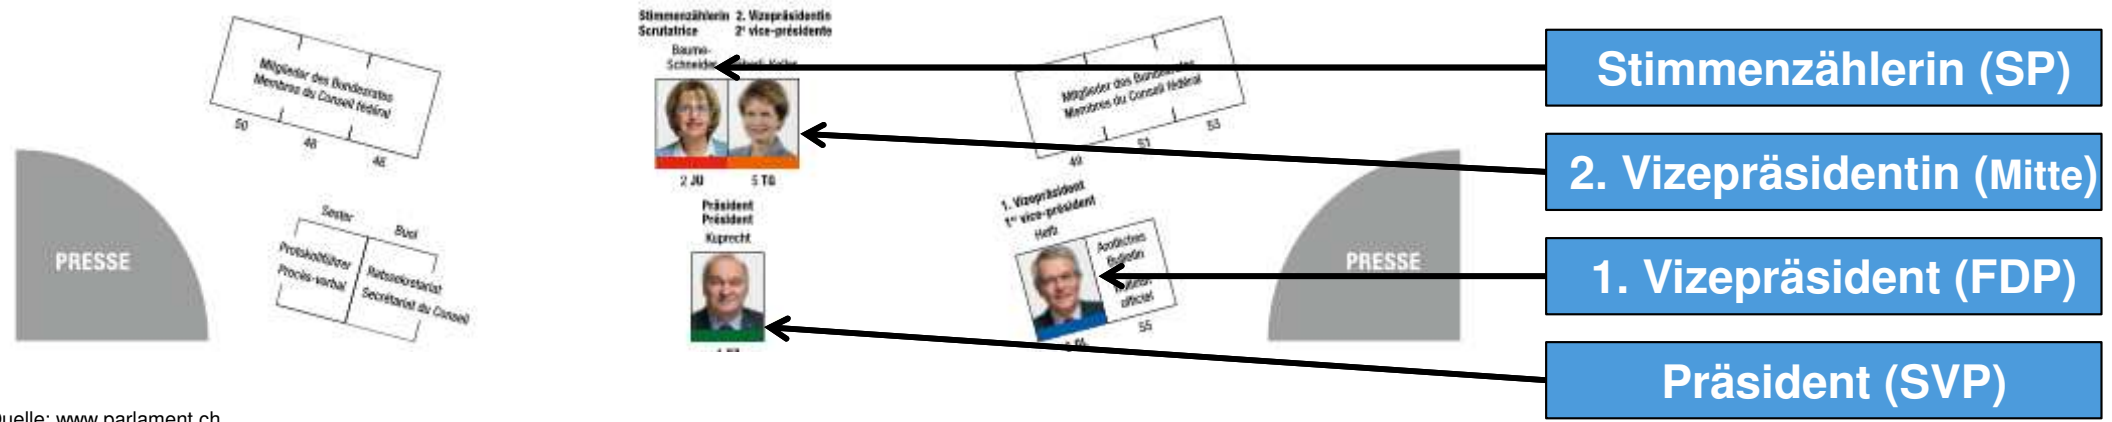 Mitglieder des Bundesrates
Membres du Conseil fédéral
50
48
46
PRESSE
Sester
Buol
Protokollführer
Procès-verbal
Ratssekretariat
Secrétariat du Conseil
Stimmenzählerin
Scrutatrice
2. Vizepräsidentin
2e vice-présidente
Baume-
Schneider
2 JU
5 TG
Präsident
Président
Kuprecht
Mitglieder des Bundesrates
Membres du Conseil fédéral
49
51
53
1. Vizepräsident
1er vice-président
Hefti
Amtliches
Bulletin
officiel
55
PRESSE
Stimmenzählerin (SP)
2. Vizepräsidentin (Mitte)
1. Vizepräsident (FDP)
Präsident (SVP)
Quelle: www.parlament.ch